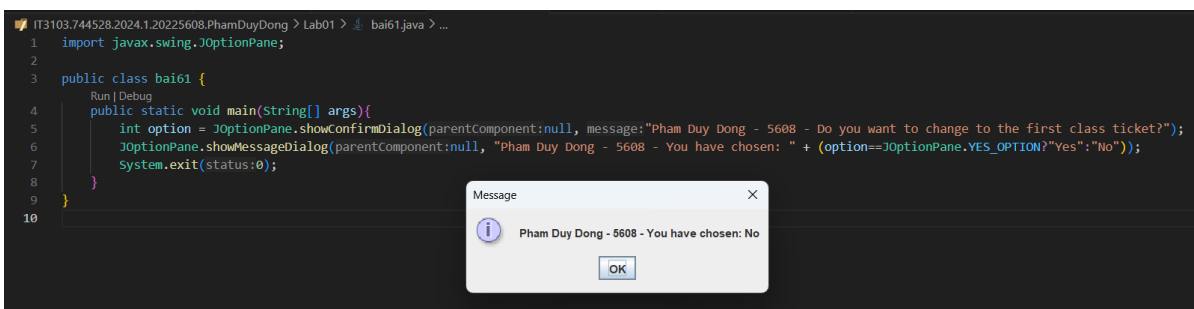 IT3103.744528.2024.1.20225608.PhamDuyDong > Lab01 > bai61.java > ...
1 import javax.swing.JOptionPane;
2
3 public class bai61 {
Run | Debug
4 public static void main(String[] args){
5 int option = JOptionPane.showConfirmDialog(parentComponent:null, message:"Pham Duy Dong - 5608 - Do you want to change to the first class ticket?");
6 JOptionPane.showMessageDialog(parentComponent:null, "Pham Duy Dong - 5608 - You have chosen: " + (option==JOptionPane.YES_OPTION?"Yes":"No"));
7 System.exit(status:0);
8 }
9 }
10
Message
Pham Duy Dong - 5608 - You have chosen: No
OK